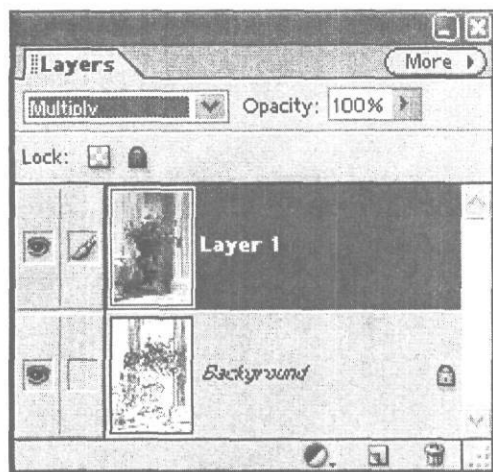 Layers
More
Multiply
Opacity: 100%
Lock:
Layer 1
Background